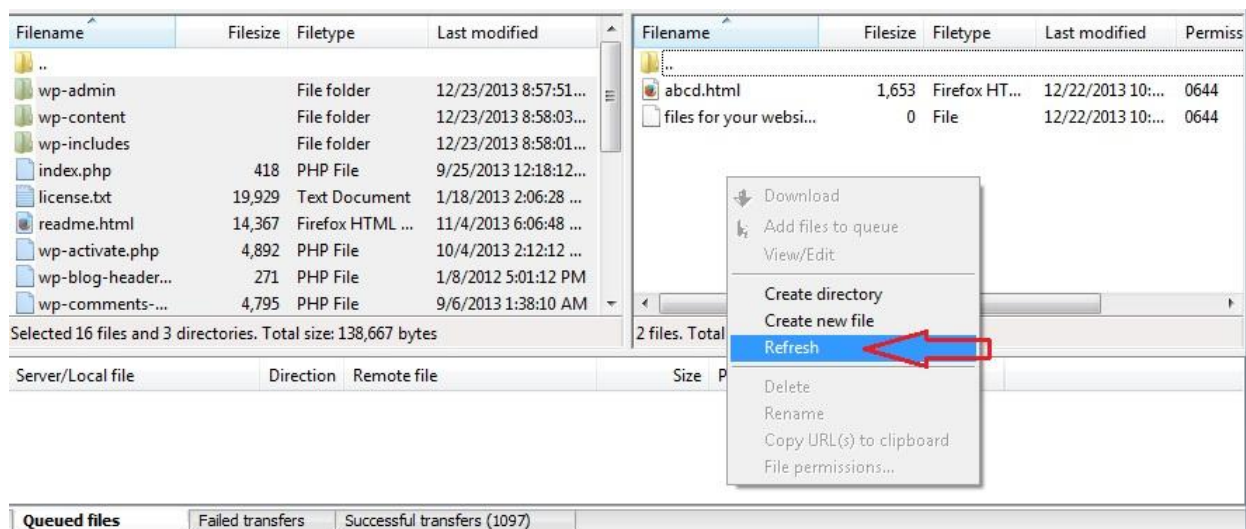 Filename Filesize Filetype Last modified
..
wp-admin File folder 12/23/2013 8:57:51...
wp-content File folder 12/23/2013 8:58:03...
wp-includes File folder 12/23/2013 8:58:01...
index.php 418 PHP File 9/25/2013 12:18:12...
license.txt 19,929 Text Document 1/18/2013 2:06:28 ...
readme.html 14,367 Firefox HTML ... 11/4/2013 6:06:48 ...
wp-activate.php 4,892 PHP File 10/4/2013 2:12:12 ...
wp-blog-header... 271 PHP File 1/8/2012 5:01:12 PM
wp-comments-... 4,795 PHP File 9/6/2013 1:38:10 AM
Selected 16 files and 3 directories. Total size: 138,667 bytes
Filename Filesize Filetype Last modified Permiss
..
abcd.html 1,653 Firefox HT... 12/22/2013 10:... 0644
files for your websi... 0 File 12/22/2013 10:... 0644
2 files. Total
Download
Add files to queue
View/Edit
Create directory
Create new file
Refresh
Delete
Rename
Copy URL(s) to clipboard
File permissions...
Server/Local file Direction Remote file Size P
Queued files Failed transfers Successful transfers (1097)